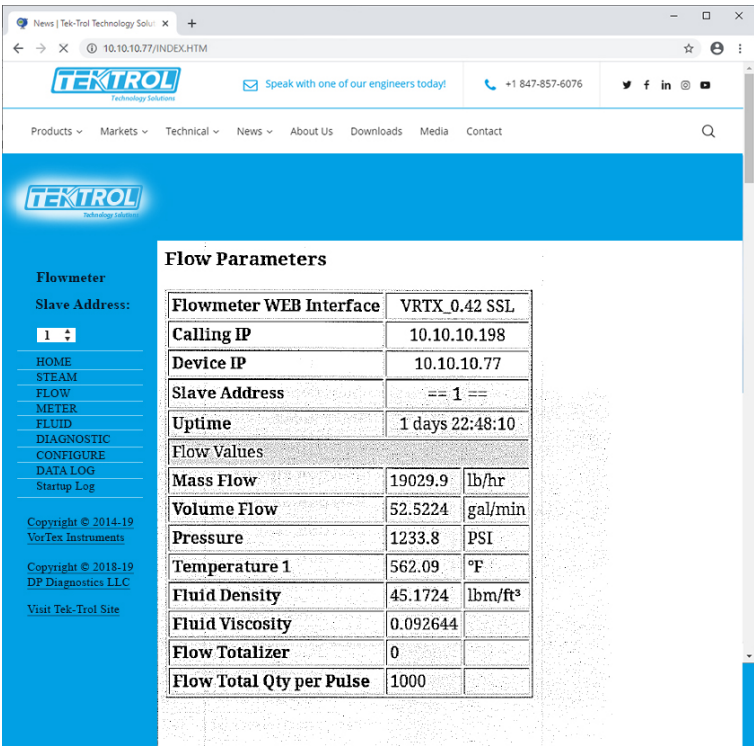 News | Tek-Trol Technology Solut
10.10.10.77/INDEX.HTM
TEKTROL
Technology Solutions
Speak with one of our engineers today!
+1 847-857-6076
Products
Markets
Technical
News
About Us
Downloads
Media
Contact
TEKTROL
Technology Solutions
Flowmeter
Slave Address:
1
HOME
STEAM
FLOW
METER
FLUID
DIAGNOSTIC
CONFIGURE
DATA LOG
Startup Log
Copyright © 2014-19
VorTex Instruments
Copyright © 2018-19
DP Diagnostics LLC
Visit Tek-Trol Site
Flow Parameters
Flowmeter WEB Interface VRTX_0.42 SSL
Calling IP 10.10.10.198
Device IP 10.10.10.77
Slave Address == 1 ==
Uptime 1 days 22:48:10
Flow Values
Mass Flow 19029.9 lb/hr
Volume Flow 52.5224 gal/min
Pressure 1233.8 PSI
Temperature 1 562.09 °F
Fluid Density 45.1724 lbm/ft³
Fluid Viscosity 0.092644
Flow Totalizer 0
Flow Total Qty per Pulse 1000